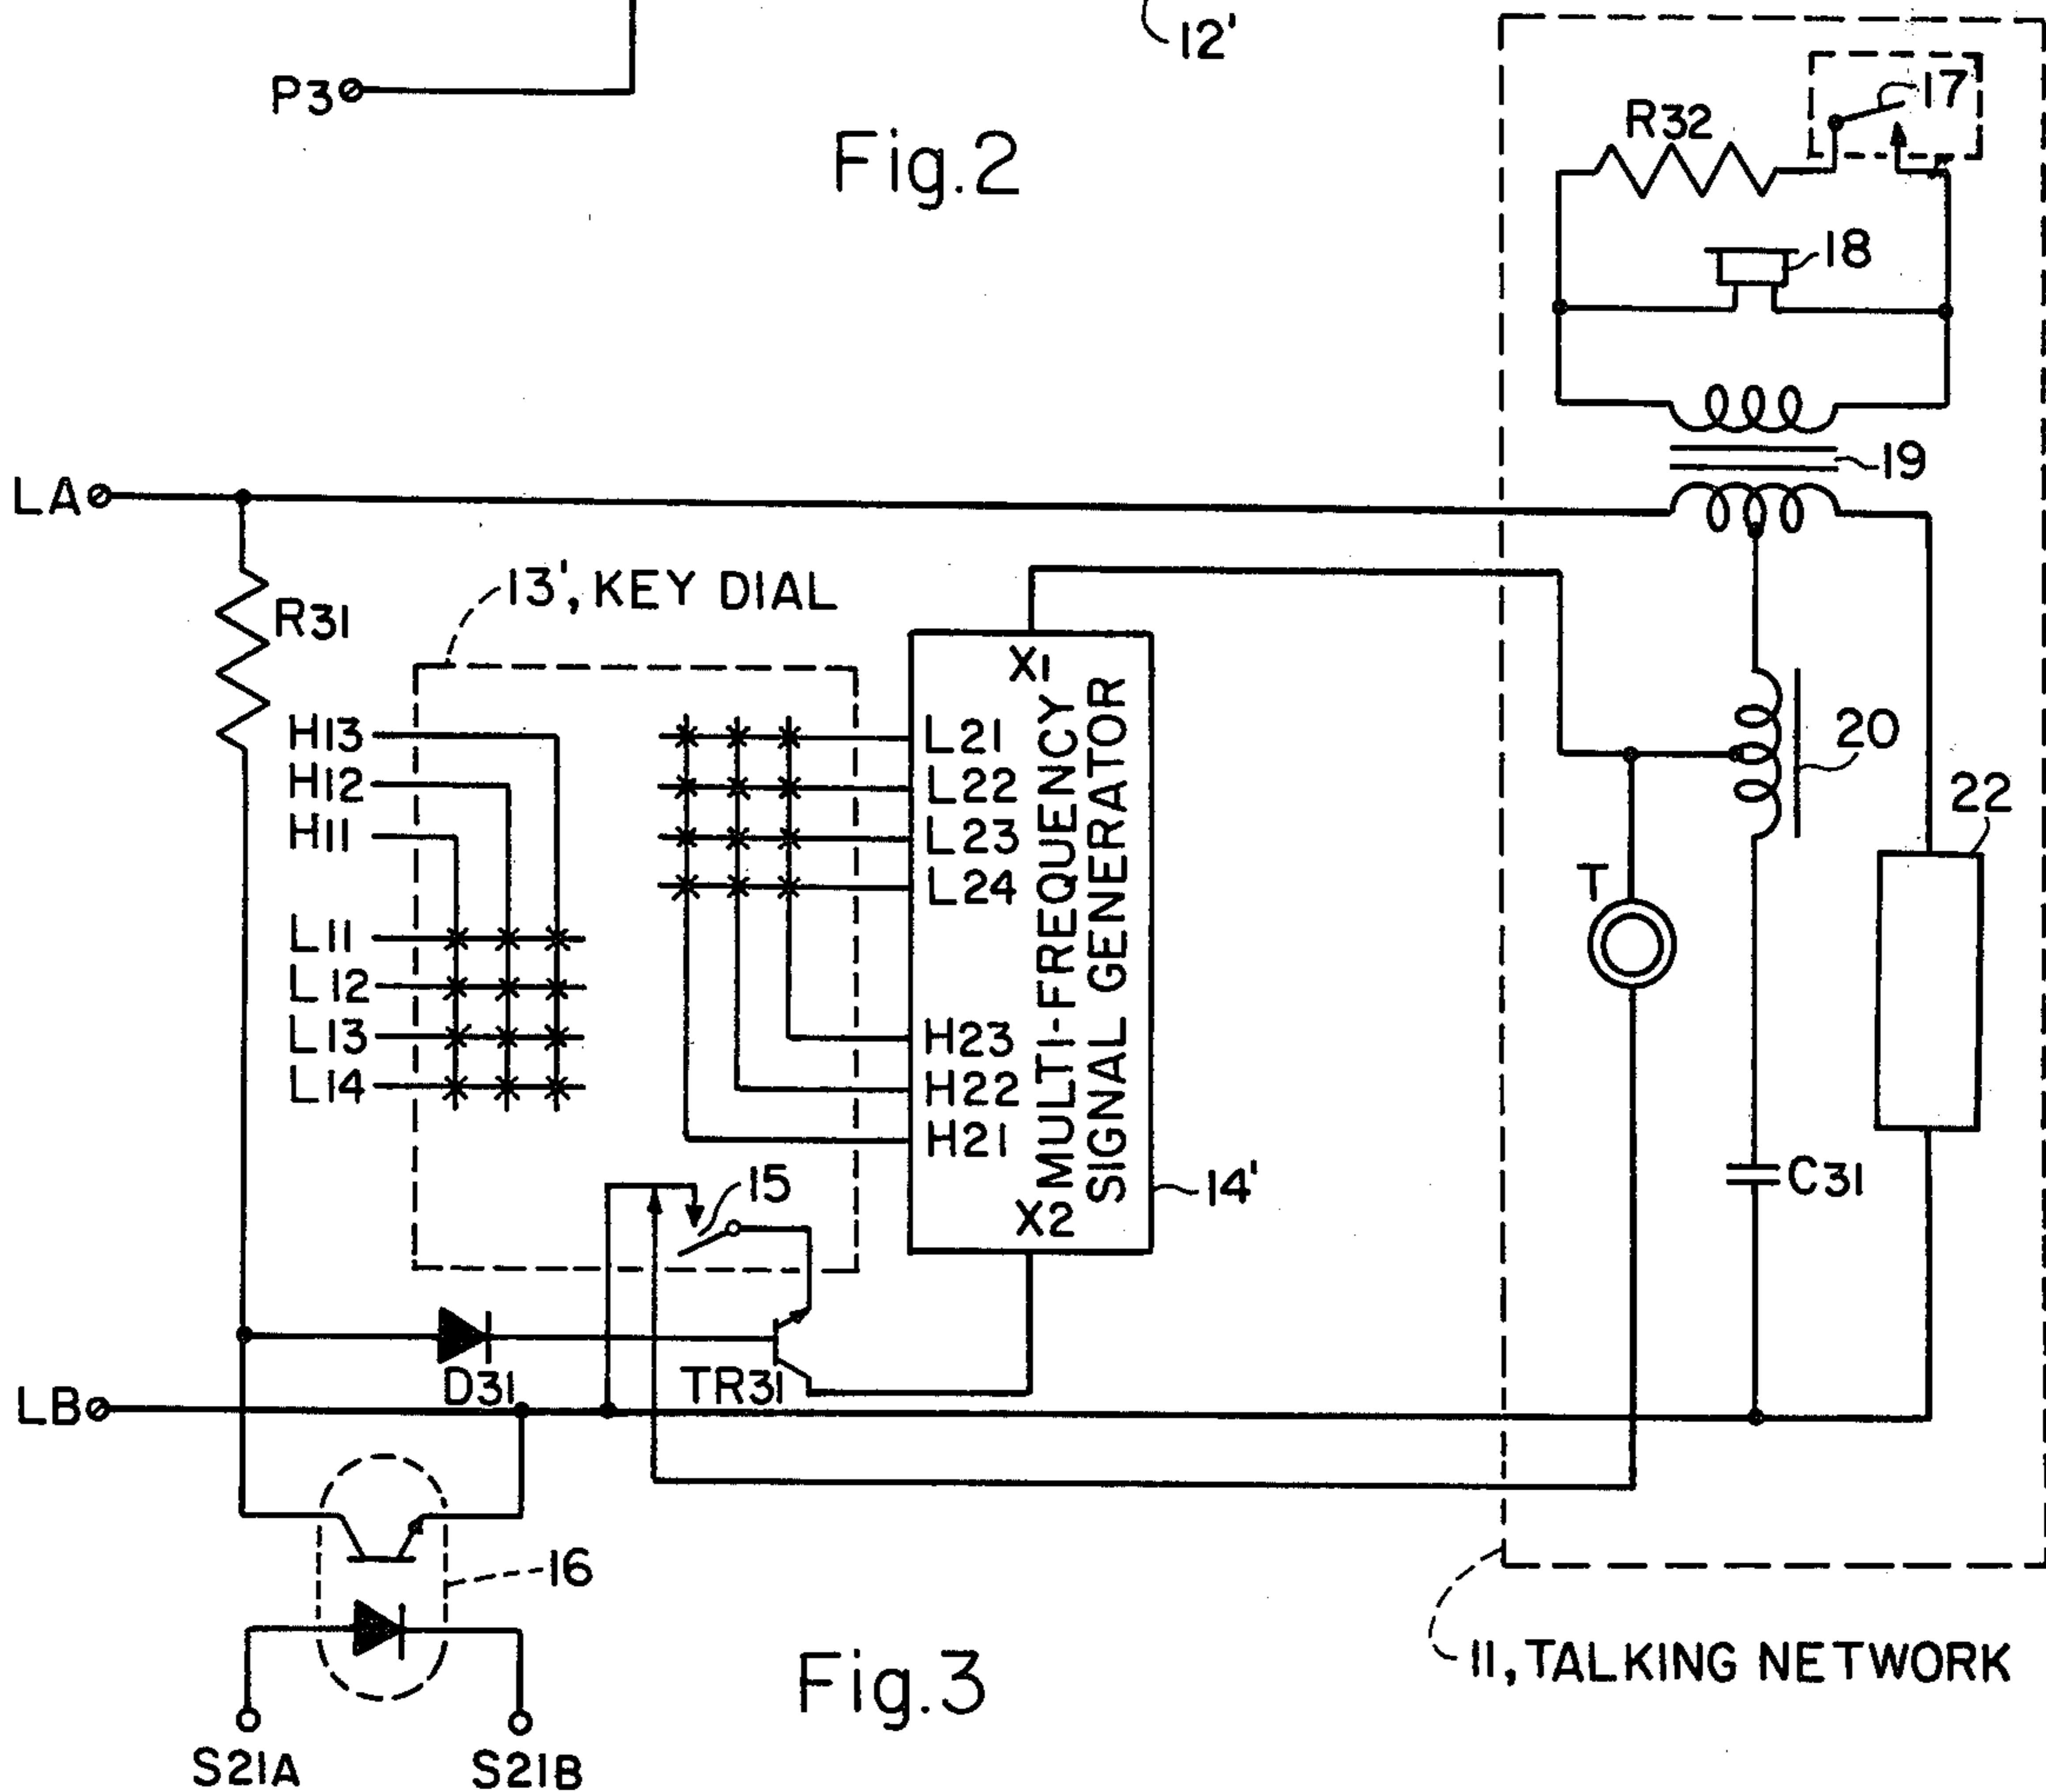 12'
P3
Fig.2
17
R32
18
19
LA
13', KEY DIAL
R31
X1
H13
H12
H11
L21
L22
L23
L24
MULTI-FREQUENCY
SIGNAL GENERATOR
20
22
T
L11
L12
L13
L14
H23
H22
H21
15
X2
14'
C31
D31
TR31
LB
16
11, TALKING NETWORK
Fig.3
S21A
S21B